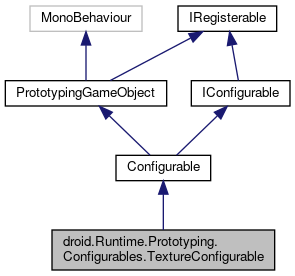 MonoBehaviour
IRegisterable
PrototypingGameObject
IConfigurable
Configurable
droid.Runtime.Prototyping.
Configurables.TextureConfigurable